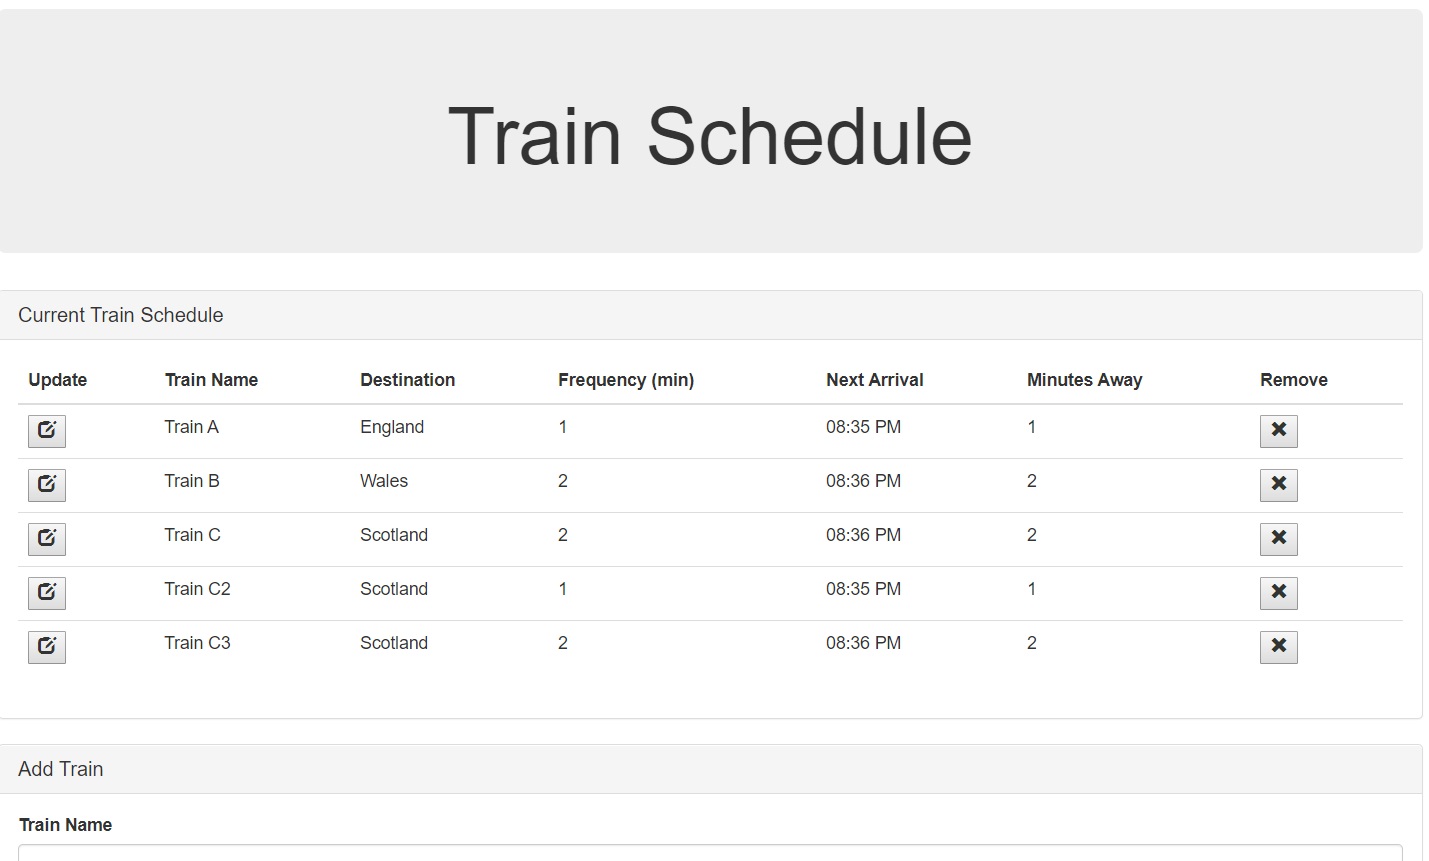 Train Schedule
Current Train Schedule
Update Train Name Destination Frequency (min) Next Arrival Minutes Away Remove
Train A England 1 08:35 PM 1
Train B Wales 2 08:36 PM 2
Train C Scotland 2 08:36 PM 2
Train C2 Scotland 1 08:35 PM 1
Train C3 Scotland 2 08:36 PM 2
Add Train
Train Name